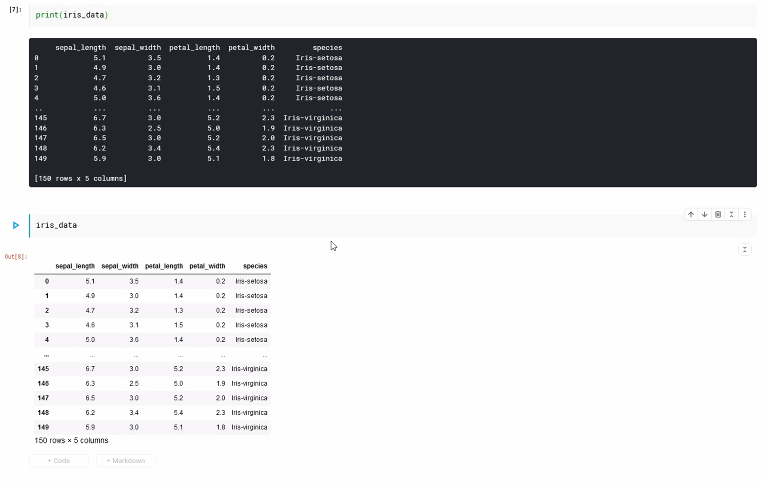 [7]:
print(iris_data)
sepal_length sepal_width petal_length petal_width species
0 5.1 3.5 1.4 0.2 Iris-setosa
1 4.9 3.0 1.4 0.2 Iris-setosa
2 4.7 3.2 1.3 0.2 Iris-setosa
3 4.6 3.1 1.5 0.2 Iris-setosa
4 5.0 3.6 1.4 0.2 Iris-setosa
.. ... ... ... ... ...
145 6.7 3.0 5.2 2.3 Iris-virginica
146 6.3 2.5 5.0 1.9 Iris-virginica
147 6.5 3.0 5.2 2.0 Iris-virginica
148 6.2 3.4 5.4 2.3 Iris-virginica
149 5.9 3.0 5.1 1.8 Iris-virginica
[150 rows x 5 columns]
iris_data
Out[8]:
sepal_length sepal_width petal_length petal_width species
0 5.1 3.5 1.4 0.2 Iris-setosa
1 4.9 3.0 1.4 0.2 Iris-setosa
2 4.7 3.2 1.3 0.2 Iris-setosa
3 4.6 3.1 1.5 0.2 Iris-setosa
4 5.0 3.6 1.4 0.2 Iris-setosa
... ... ... ... ... ...
145 6.7 3.0 5.2 2.3 Iris-virginica
146 6.3 2.5 5.0 1.9 Iris-virginica
147 6.5 3.0 5.2 2.0 Iris-virginica
148 6.2 3.4 5.4 2.3 Iris-virginica
149 5.9 3.0 5.1 1.8 Iris-virginica
150 rows × 5 columns
+ Code + Markdown